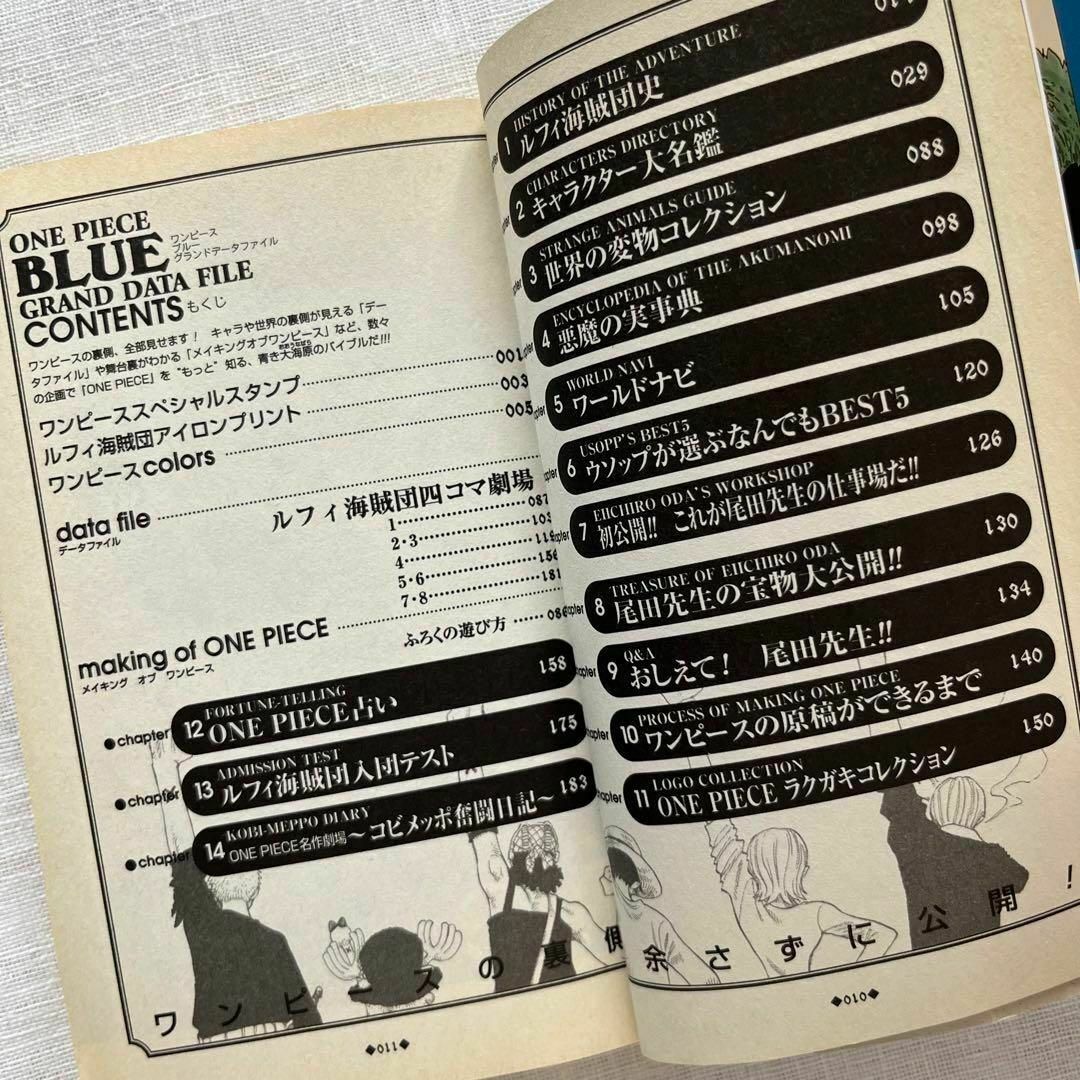 ONE PIECE
BLUE
ワンピース
ブルー
グランドデータファイル
GRAND DATA FILE
CONTENTS もくじ
ワンピースの裏側、全部見せます! キャラや世界の裏側が見える「デー
タファイル」や舞台裏がわかる「メイキングオブワンピース」など、数々
の企画で「ONE PIECE」を“もっと”知る、青き大海原のバイブルだ!!!
おおうなばら
ワンピーススペシャルスタンプ 001
ルフィ海賊団アイロンプリント 003
ワンピースcolors 005
data file
データファイル
ルフィ海賊団四コマ劇場
1 087
2・3 103
4 119
5・6 156
7・8 181
making of ONE PIECE
メイキング オブ ワンピース
ふろくの遊び方 086
chapter 12 FORTUNE-TELLING
ONE PIECE占い 158
chapter 13 ADMISSION TEST
ルフィ海賊団入団テスト 175
chapter 14 KOBI-MEPPO DIARY
ONE PIECE名作劇場 ~コビメッポ奮闘日記~ 183
ワンピースの裏側
◆011◆
1 HISTORY OF THE ADVENTURE
ルフィ海賊団史
2 CHARACTERS DIRECTORY
キャラクター大名鑑 029
3 STRANGE ANIMALS GUIDE
世界の変物コレクション 088
4 ENCYCLOPEDIA OF THE AKUMANOMI
悪魔の実事典 098
5 WORLD NAVI
ワールドナビ 105
6 USOPP'S BEST5
ウソップが選ぶなんでもBEST5 120
7 EIICHIRO ODA'S WORKSHOP
初公開!! これが尾田先生の仕事場だ!! 126
chapter 8 TREASURE OF EIICHIRO ODA
尾田先生の宝物大公開!! 130
chapter 9 Q&A
おしえて! 尾田先生!! 134
chapter 10 PROCESS OF MAKING ONE PIECE
ワンピースの原稿ができるまで 140
chapter 11 LOGO COLLECTION
ONE PIECE ラクガキコレクション 150
余さずに公開!
◆010◆